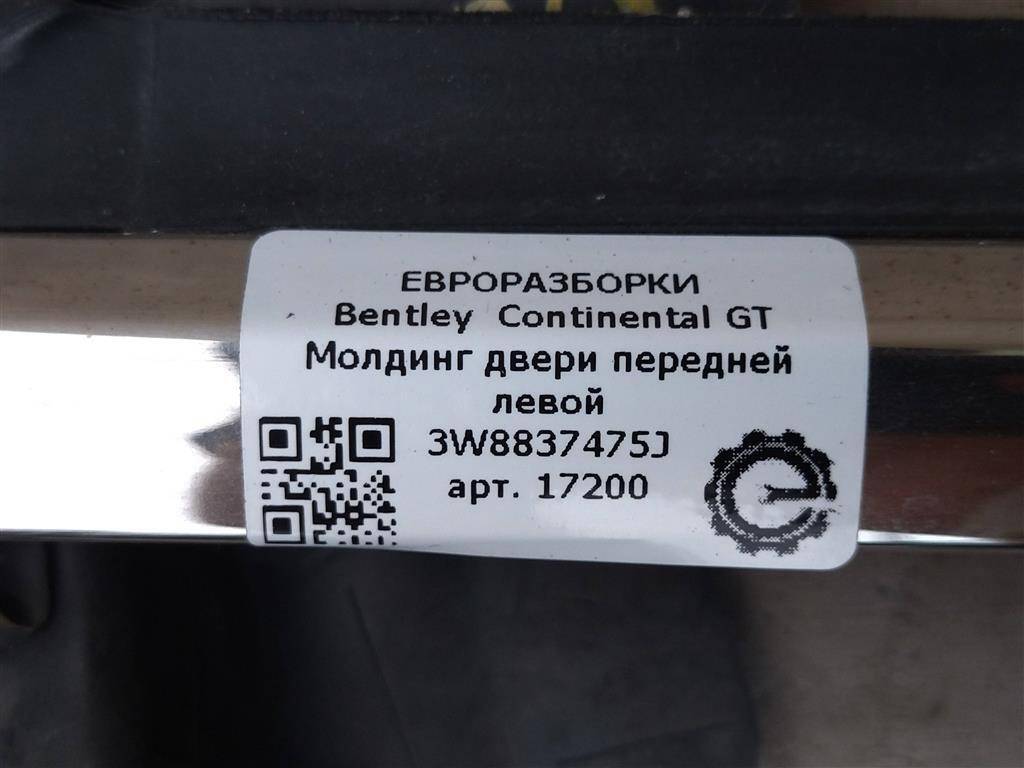 ЕВРОРАЗБОРКИ
Bentley Continental GT
Молдинг двери передней
левой
3W8837475J
арт. 17200